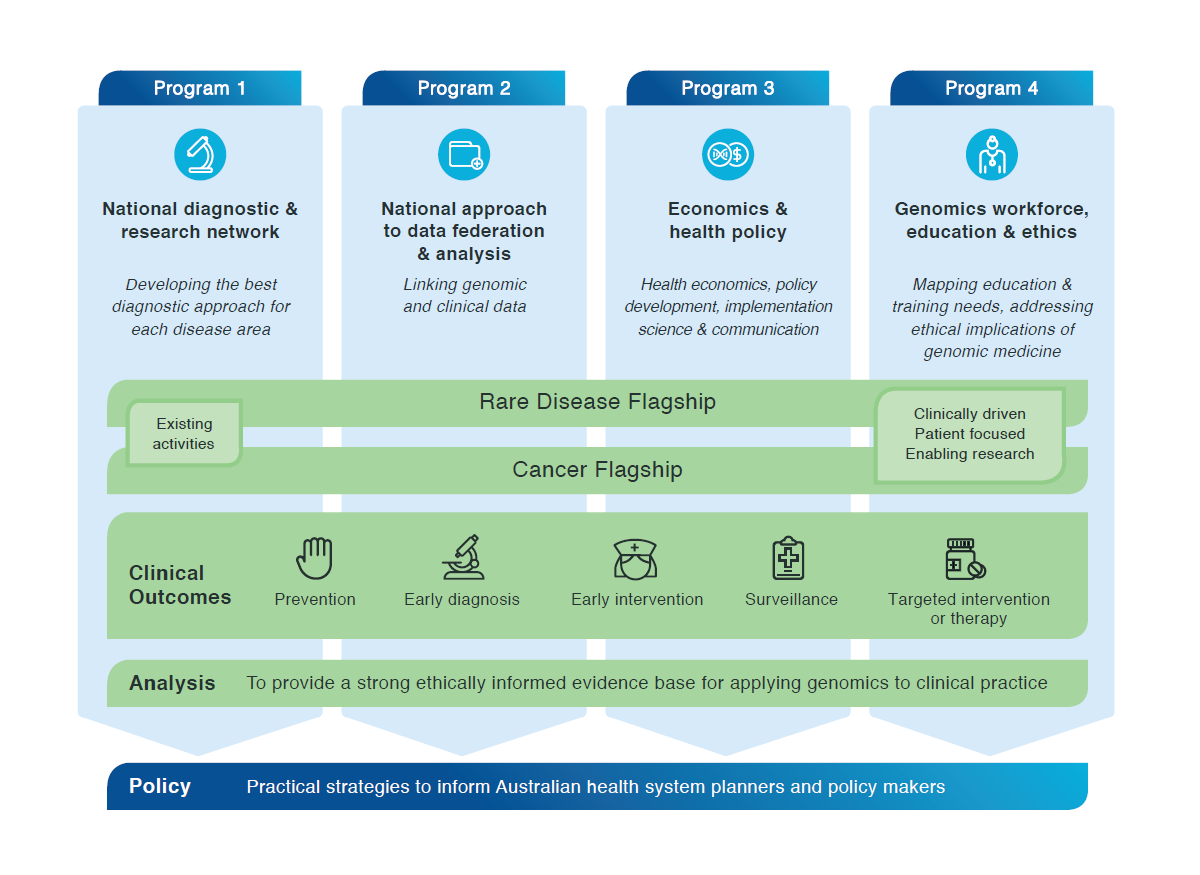 Program 1
National diagnostic &
research network
Developing the best
diagnostic approach for
each disease area
Program 2
National approach
to data federation
& analysis
Linking genomic
and clinical data
Program 3
Economics &
health policy
Health economics, policy
development, implementation
science & communication
Program 4
Genomics workforce,
education & ethics
Mapping education &
training needs, addressing
ethical implications of
genomic medicine
Rare Disease Flagship
Existing
activities
Clinically driven
Patient focused
Enabling research
Cancer Flagship
Clinical
Outcomes
Prevention
Early diagnosis
Early intervention
Surveillance
Targeted intervention
or therapy
Analysis To provide a strong ethically informed evidence base for applying genomics to clinical practice
Policy Practical strategies to inform Australian health system planners and policy makers